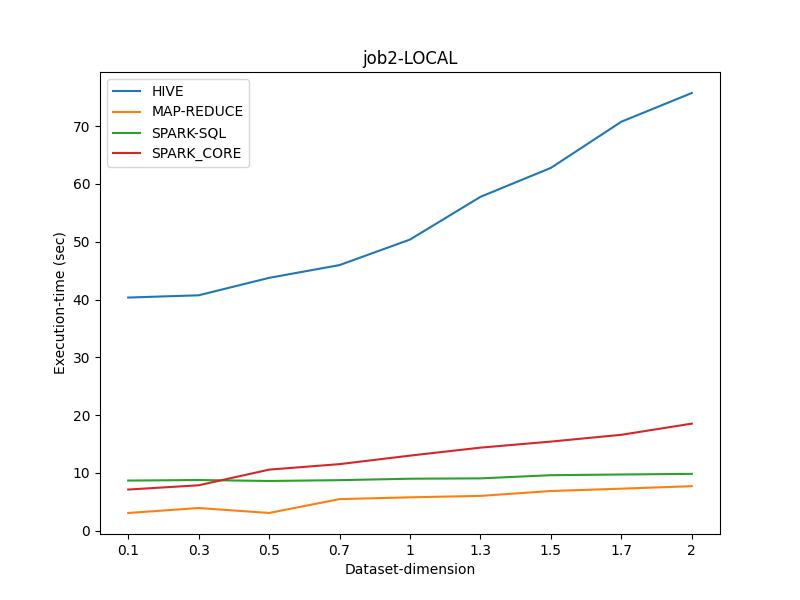 job2-LOCAL
HIVE
MAP-REDUCE
SPARK-SQL
SPARK_CORE
70
60
50
40
30
20
10
0
Execution-time (sec)
0.1 0.3 0.5 0.7 1 1.3 1.5 1.7 2
Dataset-dimension